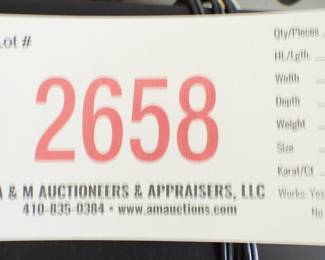 Lot #
2658
A & M AUCTIONEERS & APPRAISERS, LLC
410-835-0384 • www.amauctions.com
Qty/Pieces
Ht./Lgth.
Width
Depth
Weight
Size
Karat/Ct.
Works: Yes
No